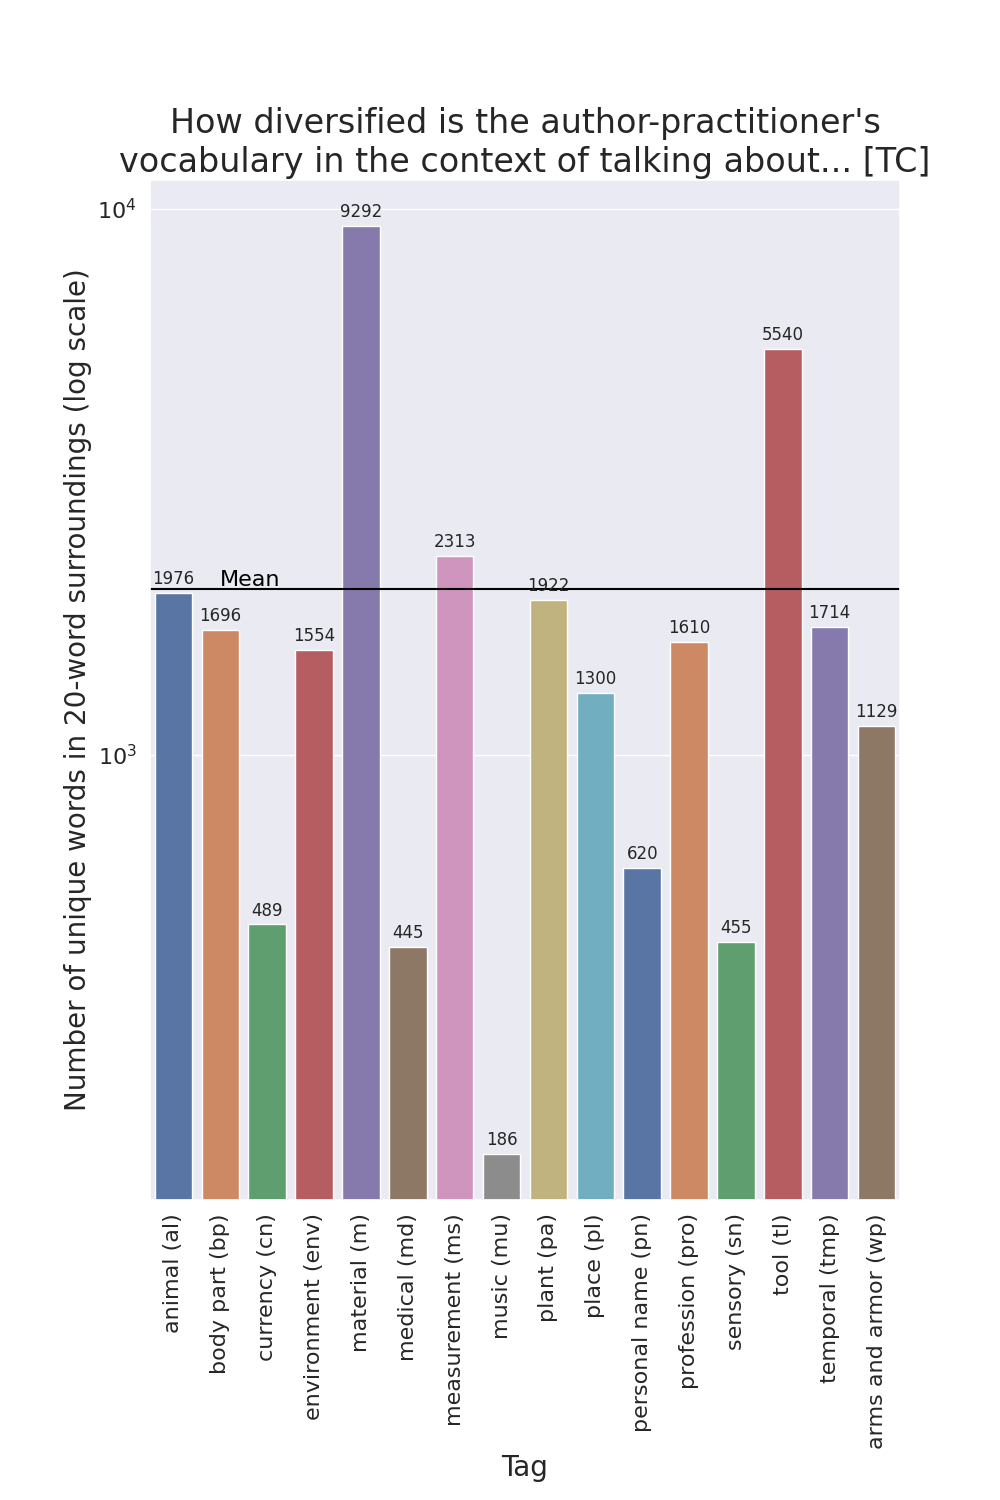 How diversified is the author-practitioner's
vocabulary in the context of talking about... [TC]
Number of unique words in 20-word surroundings (log scale)
10⁴
10³
Mean
1976
1696
489
1554
9292
445
2313
186
1922
1300
620
1610
455
5540
1714
1129
animal (al)
body part (bp)
currency (cn)
environment (env)
material (m)
medical (md)
measurement (ms)
music (mu)
plant (pa)
place (pl)
personal name (pn)
profession (pro)
sensory (sn)
tool (tl)
temporal (tmp)
arms and armor (wp)
Tag